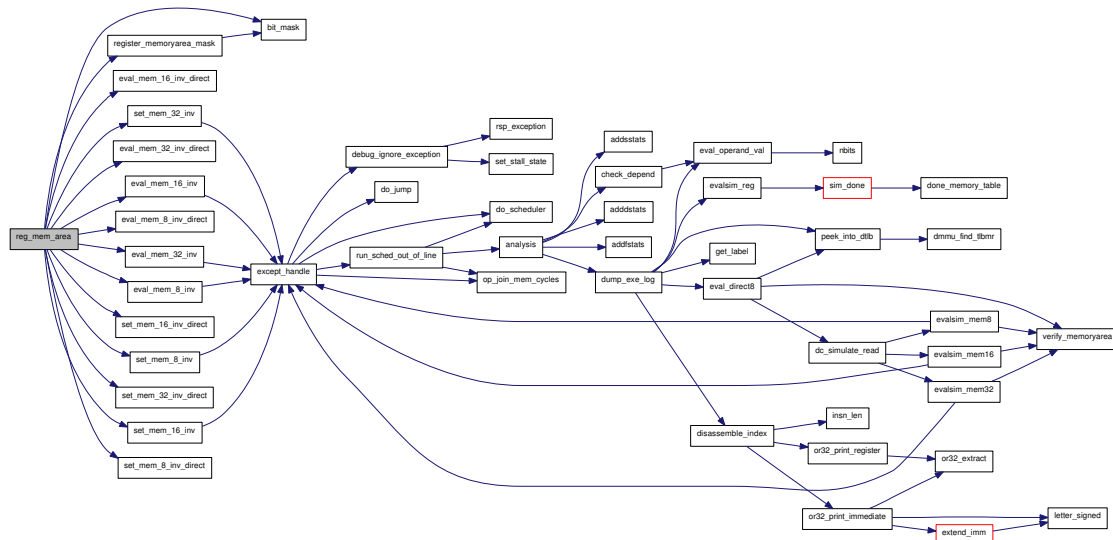 reg_mem_area
bit_mask
register_memoryarea_mask
eval_mem_16_inv_direct
set_mem_32_inv
eval_mem_32_inv_direct
eval_mem_16_inv
eval_mem_8_inv_direct
eval_mem_32_inv
eval_mem_8_inv
set_mem_16_inv_direct
set_mem_8_inv
set_mem_32_inv_direct
set_mem_16_inv
set_mem_8_inv_direct
except_handle
debug_ignore_exception
do_jump
run_sched_out_of_line
rsp_exception
set_stall_state
do_scheduler
analysis
op_join_mem_cycles
addsstats
check_depend
adddstats
addfstats
dump_exe_log
eval_operand_val
evalsim_reg
get_label
eval_direct8
disassemble_index
nbits
sim_done
peek_into_dtlb
dc_simulate_read
insn_len
or32_print_register
or32_print_immediate
done_memory_table
dmmu_find_tlbmr
evalsim_mem8
evalsim_mem16
evalsim_mem32
or32_extract
extend_imm
verify_memoryarea
letter_signed